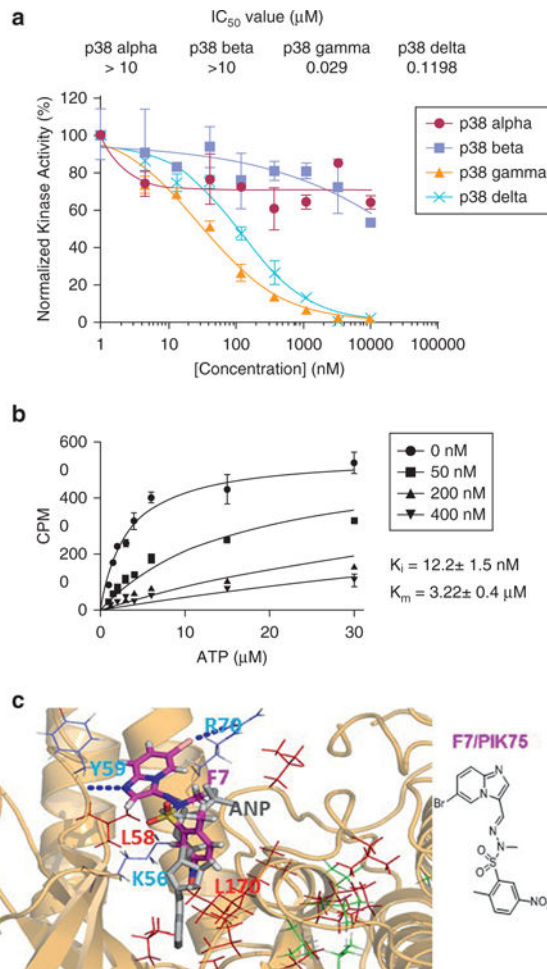 a
IC50 value (µM)
p38 alpha p38 beta p38 gamma p38 delta
> 10 >10 0.029 0.1198
Normalized Kinase Activity (%)
120
100
80
60
40
20
0
1 10 100 1000 10000 100000
[Concentration] (nM)
p38 alpha
p38 beta
p38 gamma
p38 delta
b
CPM
600
0
400
0
200
0
0
0 10 20 30
ATP (µM)
0 nM
50 nM
200 nM
400 nM
Ki = 12.2± 1.5 nM
Km = 3.22± 0.4 µM
c
R70
Y59
F7
ANP
L58
K56
L170
F7/PIK75
N
Br
N
N
N
O
S
O
NO